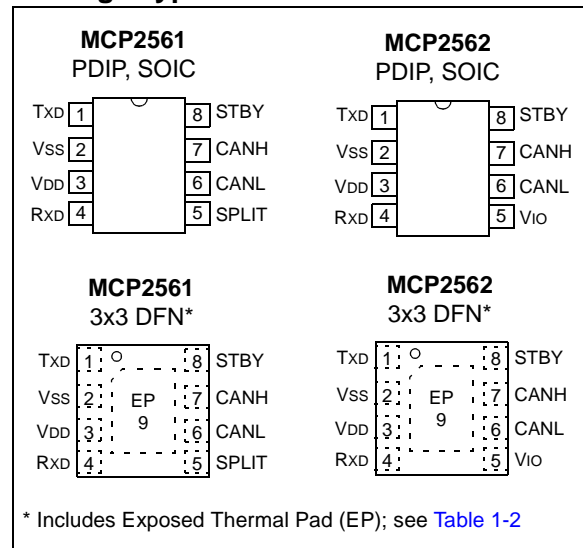 MCP2561
PDIP, SOIC
TXD 1 8 STBY
VSS 2 7 CANH
VDD 3 6 CANL
RXD 4 5 SPLIT
MCP2562
PDIP, SOIC
TXD 1 8 STBY
VSS 2 7 CANH
VDD 3 6 CANL
RXD 4 5 VIO
MCP2561
3x3 DFN*
TXD 1 8 STBY
VSS 2 EP 7 CANH
VDD 3 9 6 CANL
RXD 4 5 SPLIT
MCP2562
3x3 DFN*
TXD 1 8 STBY
VSS 2 EP 7 CANH
VDD 3 9 6 CANL
RXD 4 5 VIO
* Includes Exposed Thermal Pad (EP); see Table 1-2